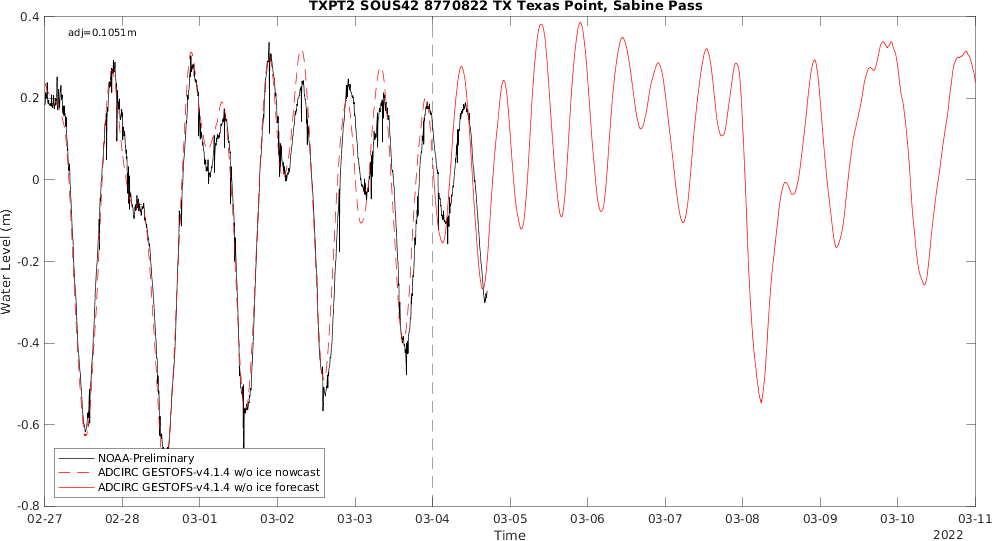 TXPT2 SOUS42 8770822 TX Texas Point, Sabine Pass
adj=0.1051m
0.4
0.2
0
-0.2
-0.4
-0.6
-0.8
Water Level (m)
NOAA-Preliminary
ADCIRC GESTOFS-v4.1.4 w/o ice nowcast
ADCIRC GESTOFS-v4.1.4 w/o ice forecast
02-27 02-28 03-01 03-02 03-03 03-04 03-05 03-06 03-07 03-08 03-09 03-10 03-11
Time
2022